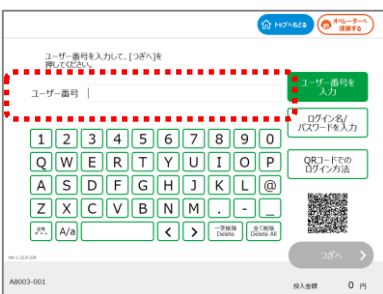 トップへもどる
オペレーターへ
接続する
ユーザー番号を入力して、[つぎへ]を
押してください。
ユーザー番号
ユーザー番号を
入力
ログイン名/
パスワードを入力
QRコードでの
ログイン方法
1 2 3 4 5 6 7 8 9 0
Q W E R T Y U I O P
A S D F G H J K L @
Z X C V B N M . - _
A/a < > 一字削除 Delete 全て削除 Delete All
つぎへ
A8003-001
投入金額 0 円